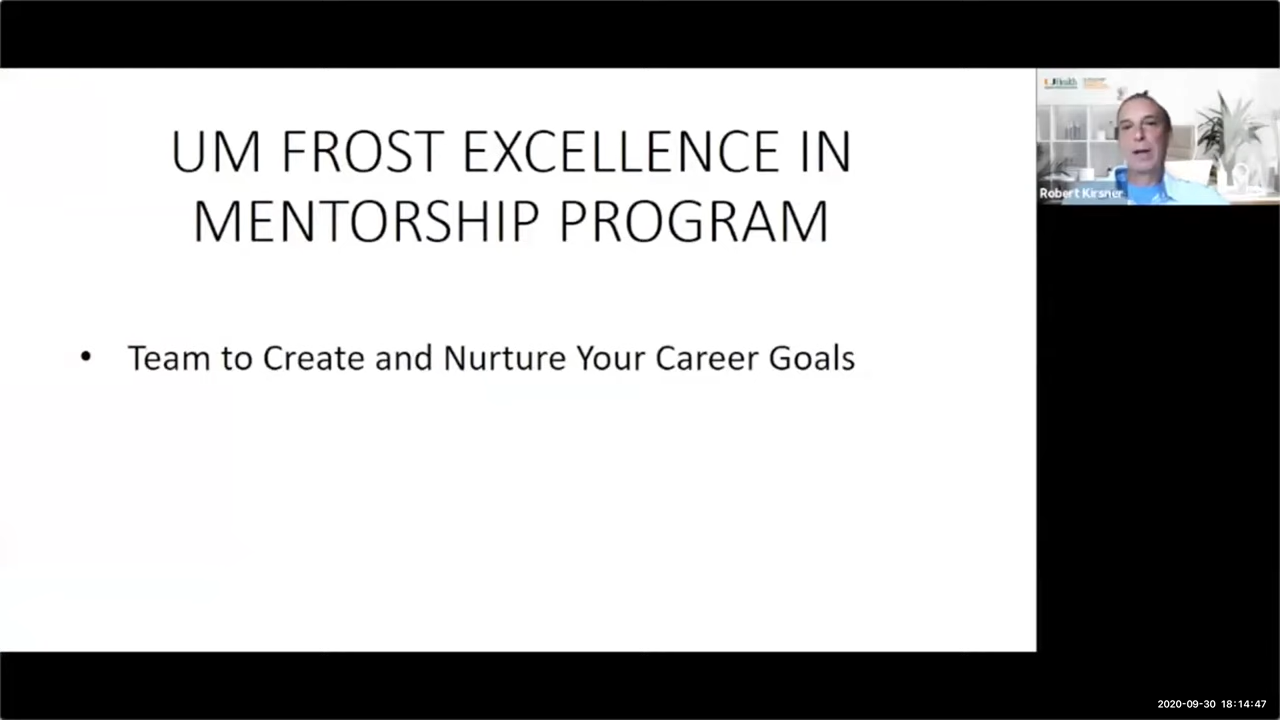 UM FROST EXCELLENCE IN
MENTORSHIP PROGRAM
• Team to Create and Nurture Your Career Goals
UHealth
Robert Kirsner
2020-09-30 18:14:47